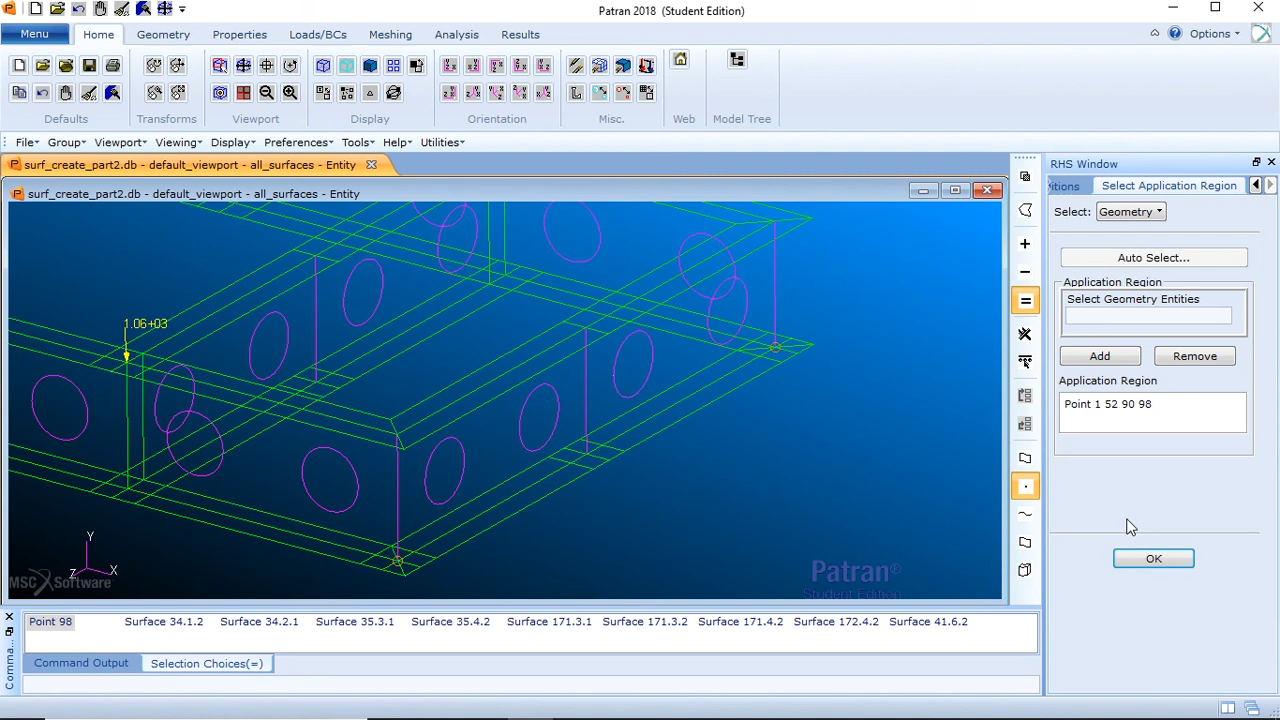 Patran 2018 (Student Edition)
Menu Home Geometry Properties Loads/BCs Meshing Analysis Results Options
Defaults Transforms Viewport Display Orientation Misc. Web Model Tree
File Group Viewport Viewing Display Preferences Tools Help Utilities
surf_create_part2.db - default_viewport - all_surfaces - Entity
surf_create_part2.db - default_viewport - all_surfaces - Entity
1.06+03
Y
Z X
MSC Software
Patran®
Student Edition
RHS Window
itions Select Application Region
Select: Geometry
Auto Select...
Application Region
Select Geometry Entities
Add Remove
Application Region
Point 1 52 90 98
OK
Comma...
Point 98 Surface 34.1.2 Surface 34.2.1 Surface 35.3.1 Surface 35.4.2 Surface 171.3.1 Surface 171.3.2 Surface 171.4.2 Surface 172.4.2 Surface 41.6.2
Command Output Selection Choices(=)